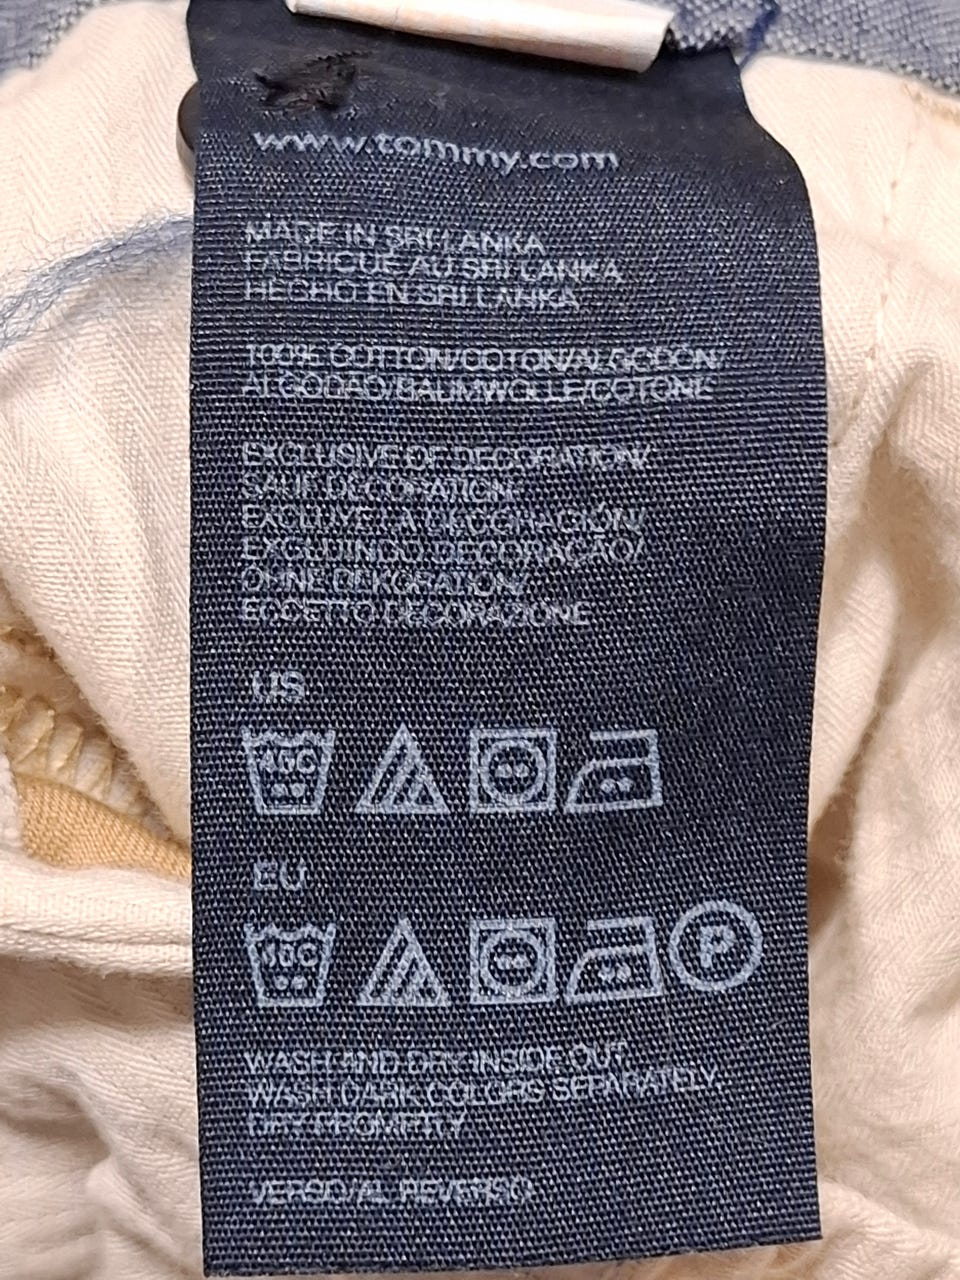 www.tommy.com
MADE IN SRI LANKA
FABRIQUE AU SRI LANKA
HECHO EN SRI LANKA
100% COTTON/COTON/ALGODÓN/
ALGODÃO/BAUMWOLLE/COTONE
EXCLUSIVE OF DECORATION/
SAUF DÉCORATION/
EXCLUYE LA DECORACIÓN/
EXCLUINDO DECORAÇÃO/
OHNE DEKORATION/
ECCETTO DECORAZIONE
US
40C
EU
P
WASH AND DRY INSIDE OUT.
WASH DARK COLORS SEPARATELY.
DRY PROMPTLY
VERSO/AL REVERSO